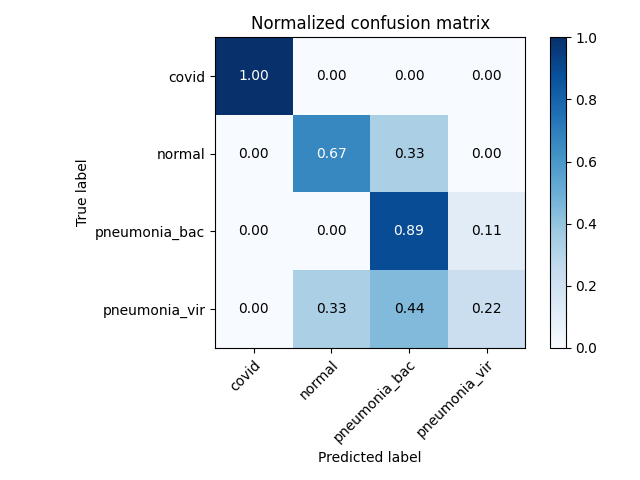 Normalized confusion matrix
True label
covid 1.00 0.00 0.00 0.00
normal 0.00 0.67 0.33 0.00
pneumonia_bac 0.00 0.00 0.89 0.11
pneumonia_vir 0.00 0.33 0.44 0.22
covid normal pneumonia_bac pneumonia_vir
Predicted label
1.0
0.8
0.6
0.4
0.2
0.0